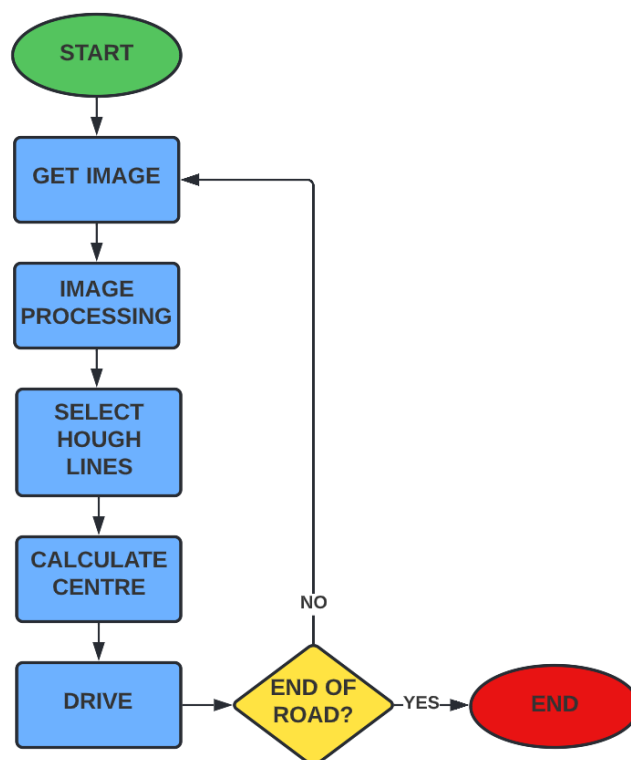 START
GET IMAGE
IMAGE
PROCESSING
SELECT
HOUGH
LINES
CALCULATE
CENTRE
DRIVE
END OF
ROAD?
NO
YES
END